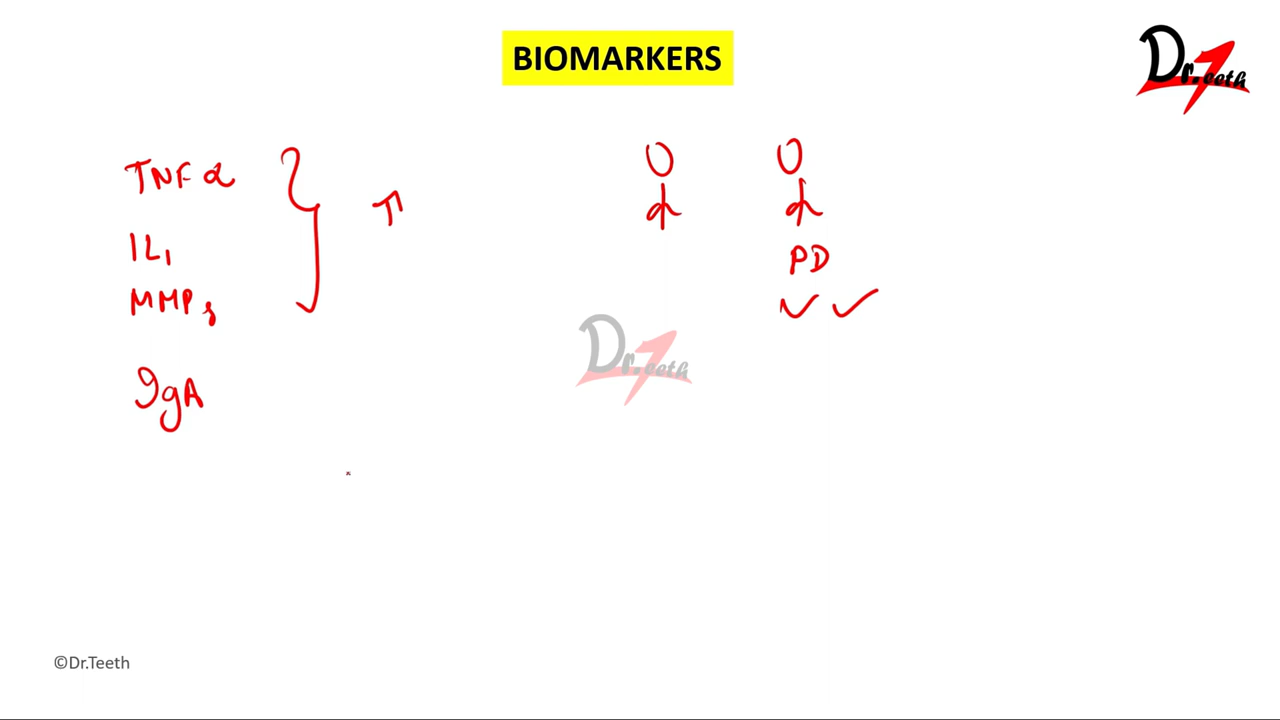 BIOMARKERS
Dr. Teeth
TNF α
IL1
MMPs
IgA
PD
Dr. Teeth
©Dr.Teeth